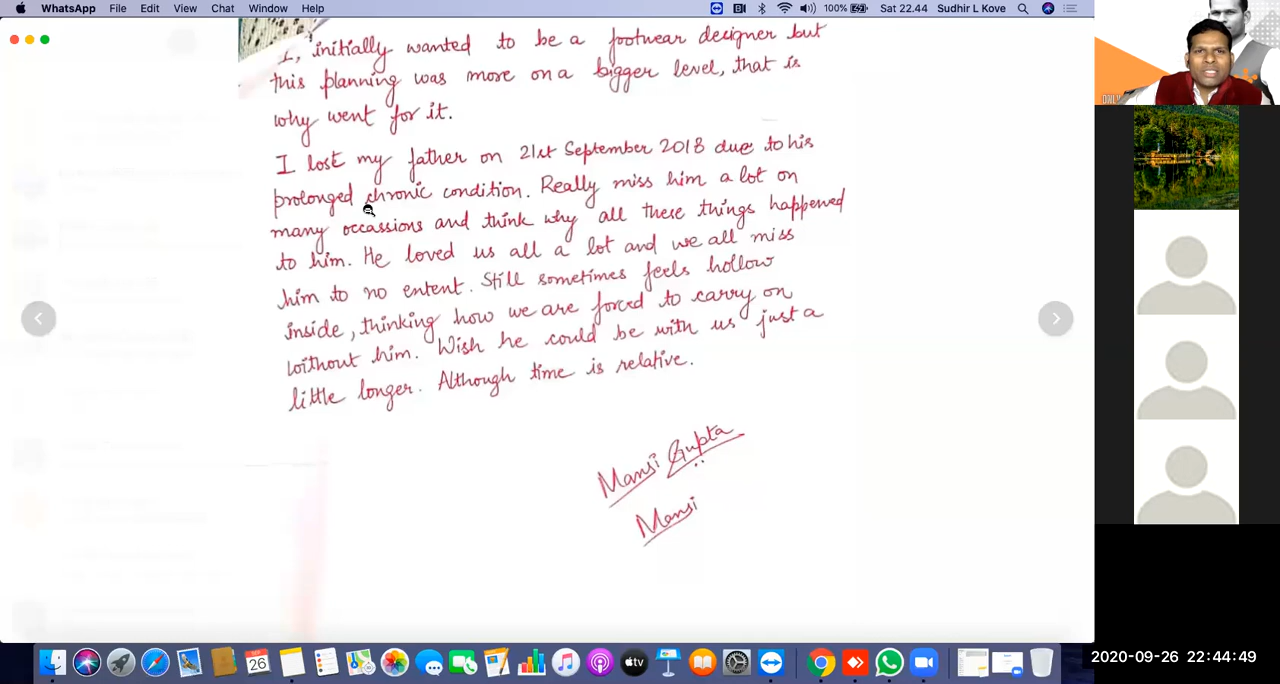 WhatsApp File Edit View Chat Window Help 100% Sat 22.44 Sudhir L Kove
I, initially wanted to be a footwear designer but
this planning was more on a bigger level, that is
why went for it.
I lost my father on 21st September 2018 due to his
prolonged chronic condition. Really miss him a lot on
many occassions and think why all these things happened
to him. He loved us all a lot and we all miss
him to no entent. Still sometimes feels hollow
inside, thinking how we are forced to carry on
without him. Wish he could be with us just a
little longer. Although time is relative.
Mansi Gupta
Mansi
ONLY
SEP
26
tv
2020-09-26 22:44:49